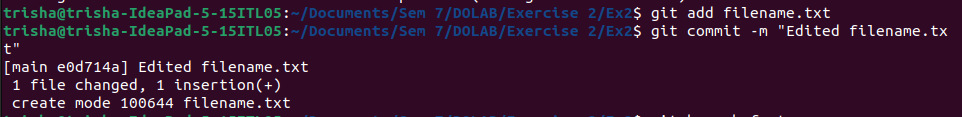 trisha@trisha-IdeaPad-5-15ITL05:~/Documents/Sem 7/DOLAB/Exercise 2/Ex2$ git add filename.txt
trisha@trisha-IdeaPad-5-15ITL05:~/Documents/Sem 7/DOLAB/Exercise 2/Ex2$ git commit -m "Edited filename.tx
t"
[main e0d714a] Edited filename.txt
 1 file changed, 1 insertion(+)
 create mode 100644 filename.txt